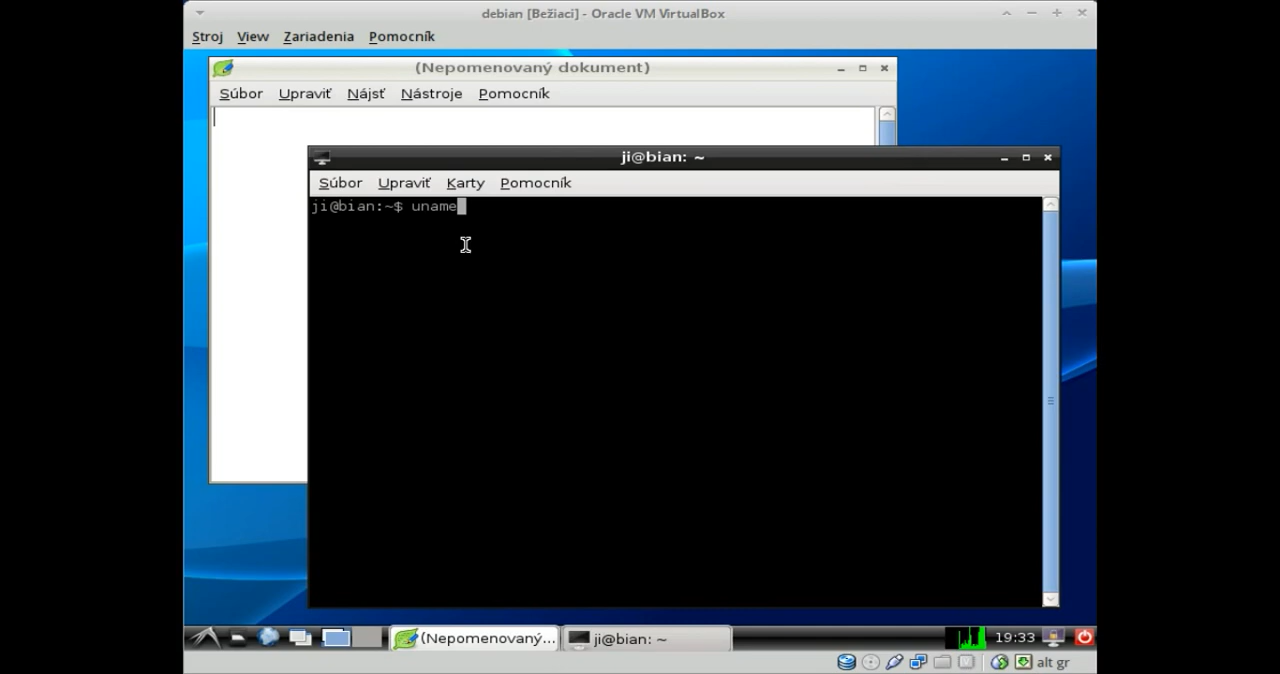 debian [Bežiaci] - Oracle VM VirtualBox
Stroj View Zariadenia Pomocník
(Nepomenovaný dokument)
Súbor Upraviť Nájsť Nástroje Pomocník
ji@bian: ~
Súbor Upraviť Karty Pomocník
ji@bian:~$ uname
(Nepomenovaný... ji@bian: ~ 19:33
alt gr